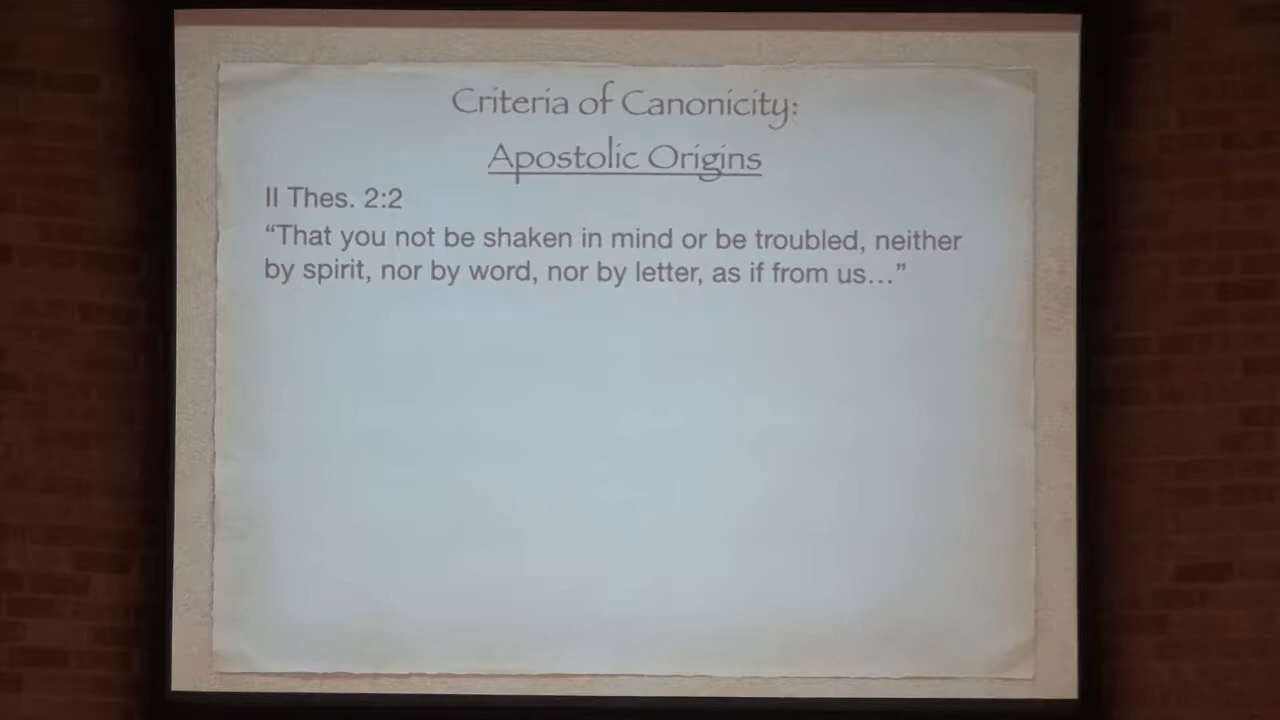 Criteria of Canonicity:
Apostolic Origins
II Thes. 2:2
“That you not be shaken in mind or be troubled, neither
by spirit, nor by word, nor by letter, as if from us…”